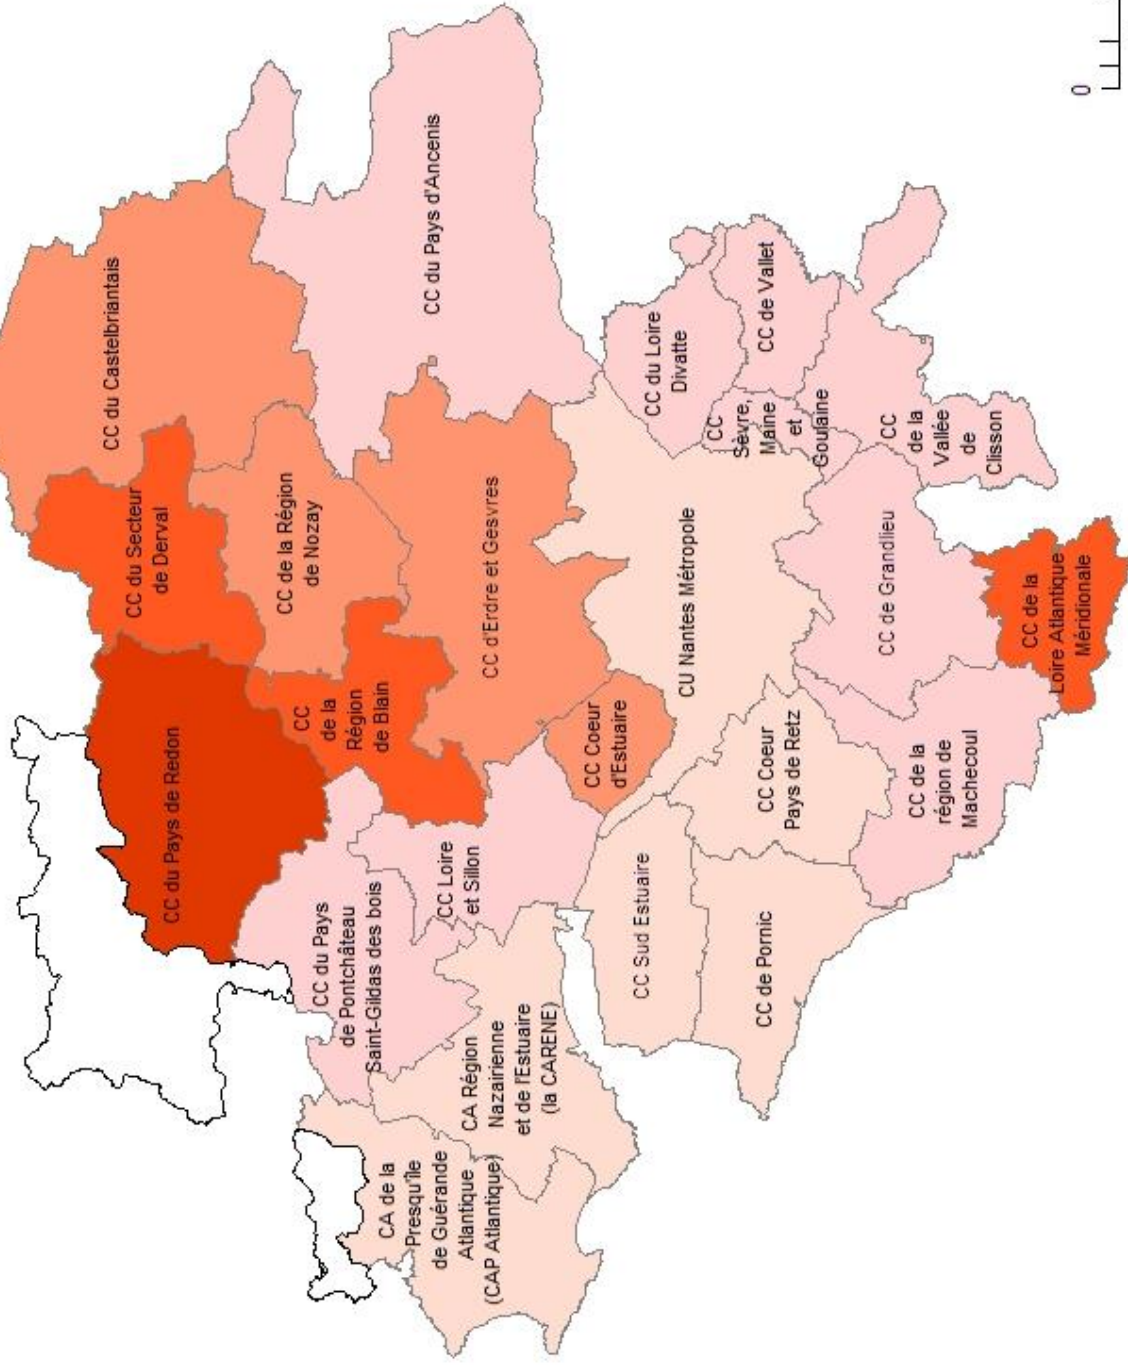 CC du Castelbriantais
CC du Secteur
de Derval
CC du Pays de Redon
CC de la Région
de Nozay
CC
de la
Région
de Blain
CC du Pays d'Ancenis
CC d'Erdre et Gesvres
CC du Pays
de Pontchâteau
Saint-Gildas des bois
CC Loire
et Sillon
CC Coeur
d'Estuaire
CA de la
Presqu'île
de Guérande
Atlantique
(CAP Atlantique)
CA Région
Nazairienne
et de l'Estuaire
(la CARENE)
CU Nantes Métropole
CC du Loire
Divatte
CC de Vallet
CC
Sèvre,
Maine
et
Goulaine
CC
de la
Vallée
de
Clisson
CC Sud Estuaire
CC de Pornic
CC Coeur
Pays de Retz
CC de Grandlieu
CC de la
région de
Machecoul
CC de la
Loire Atlantique
Méridionale
0